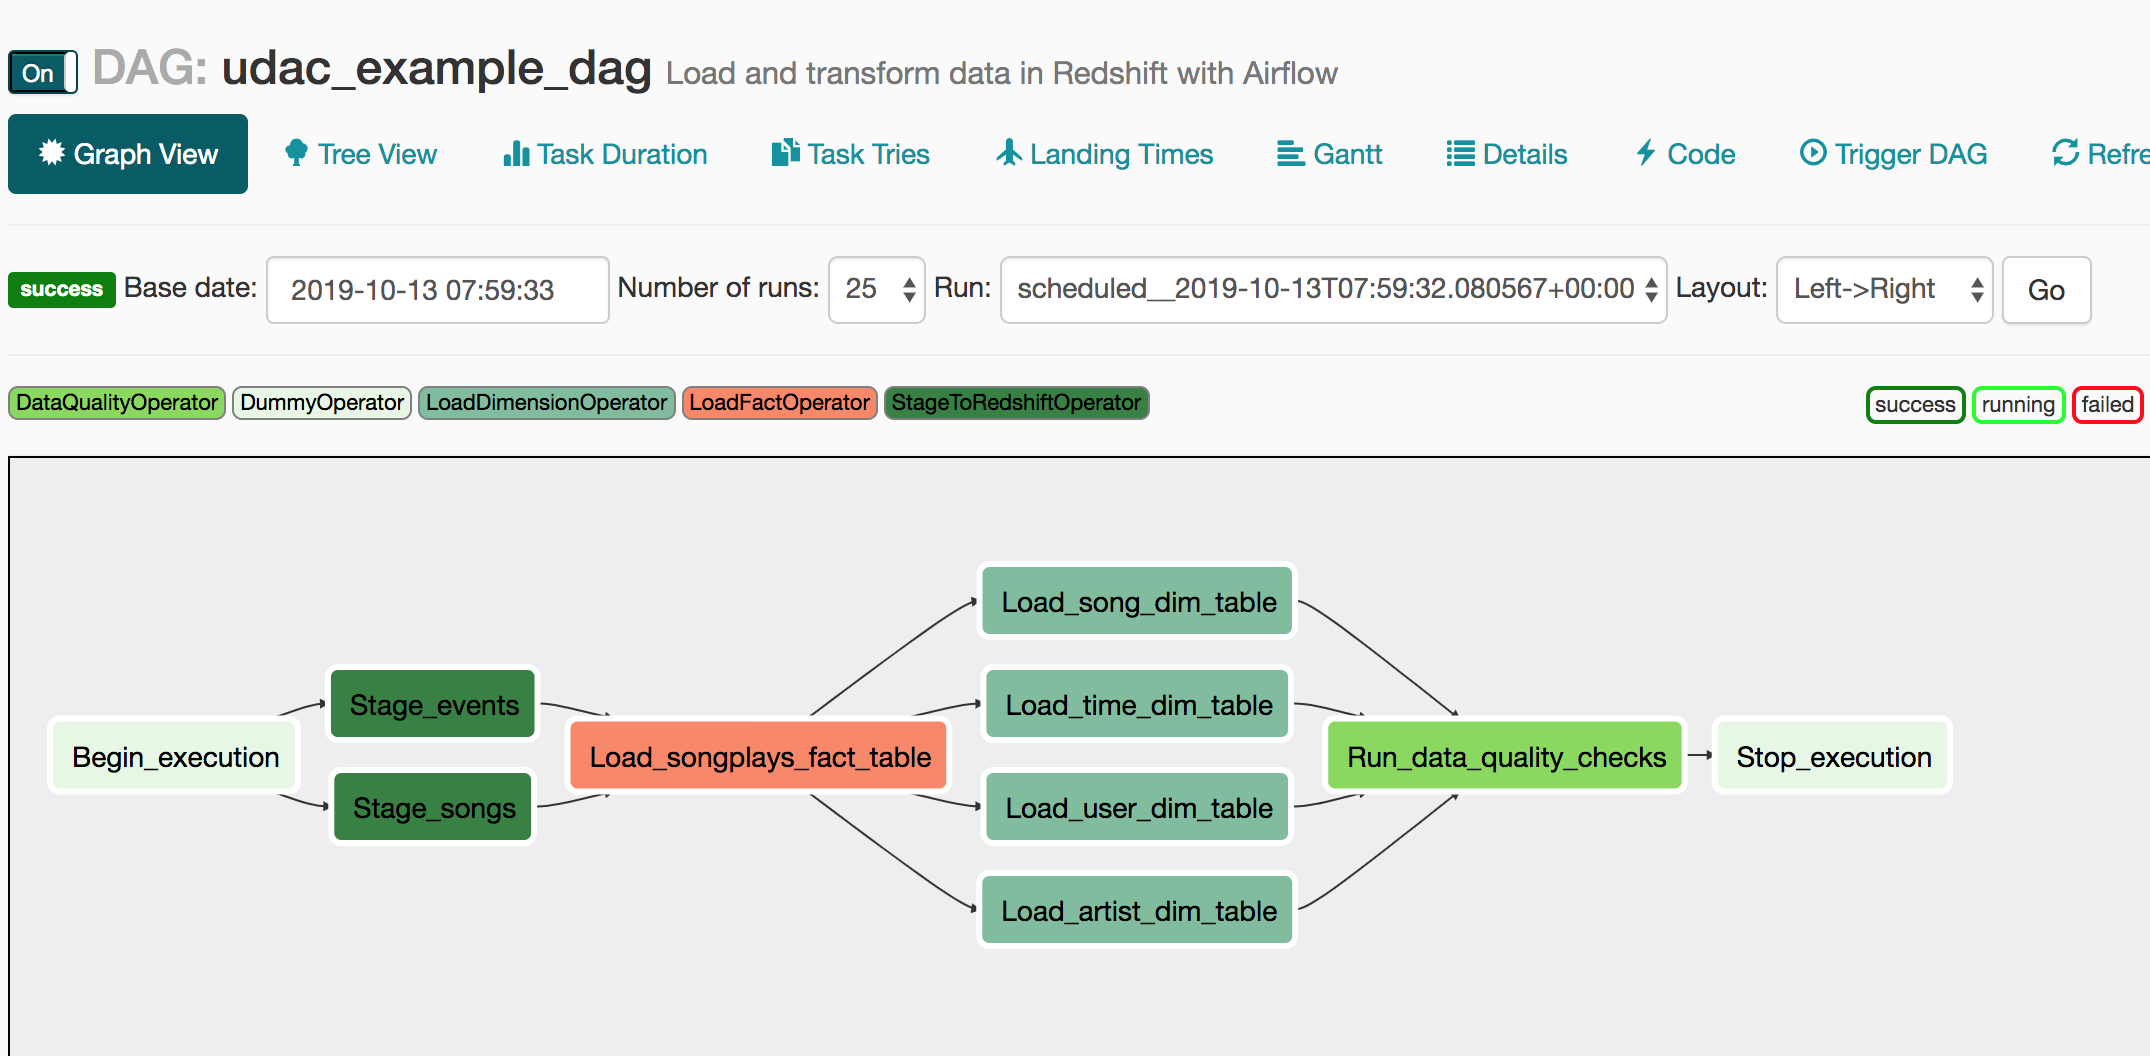 On DAG: udac_example_dag Load and transform data in Redshift with Airflow
Graph View Tree View Task Duration Task Tries Landing Times Gantt Details Code Trigger DAG Refre
success Base date: 2019-10-13 07:59:33 Number of runs: 25 Run: scheduled__2019-10-13T07:59:32.080567+00:00 Layout: Left->Right Go
DataQualityOperator DummyOperator LoadDimensionOperator LoadFactOperator StageToRedshiftOperator success running failed
Load_song_dim_table
Stage_events Load_time_dim_table
Begin_execution Load_songplays_fact_table Run_data_quality_checks Stop_execution
Stage_songs Load_user_dim_table
Load_artist_dim_table